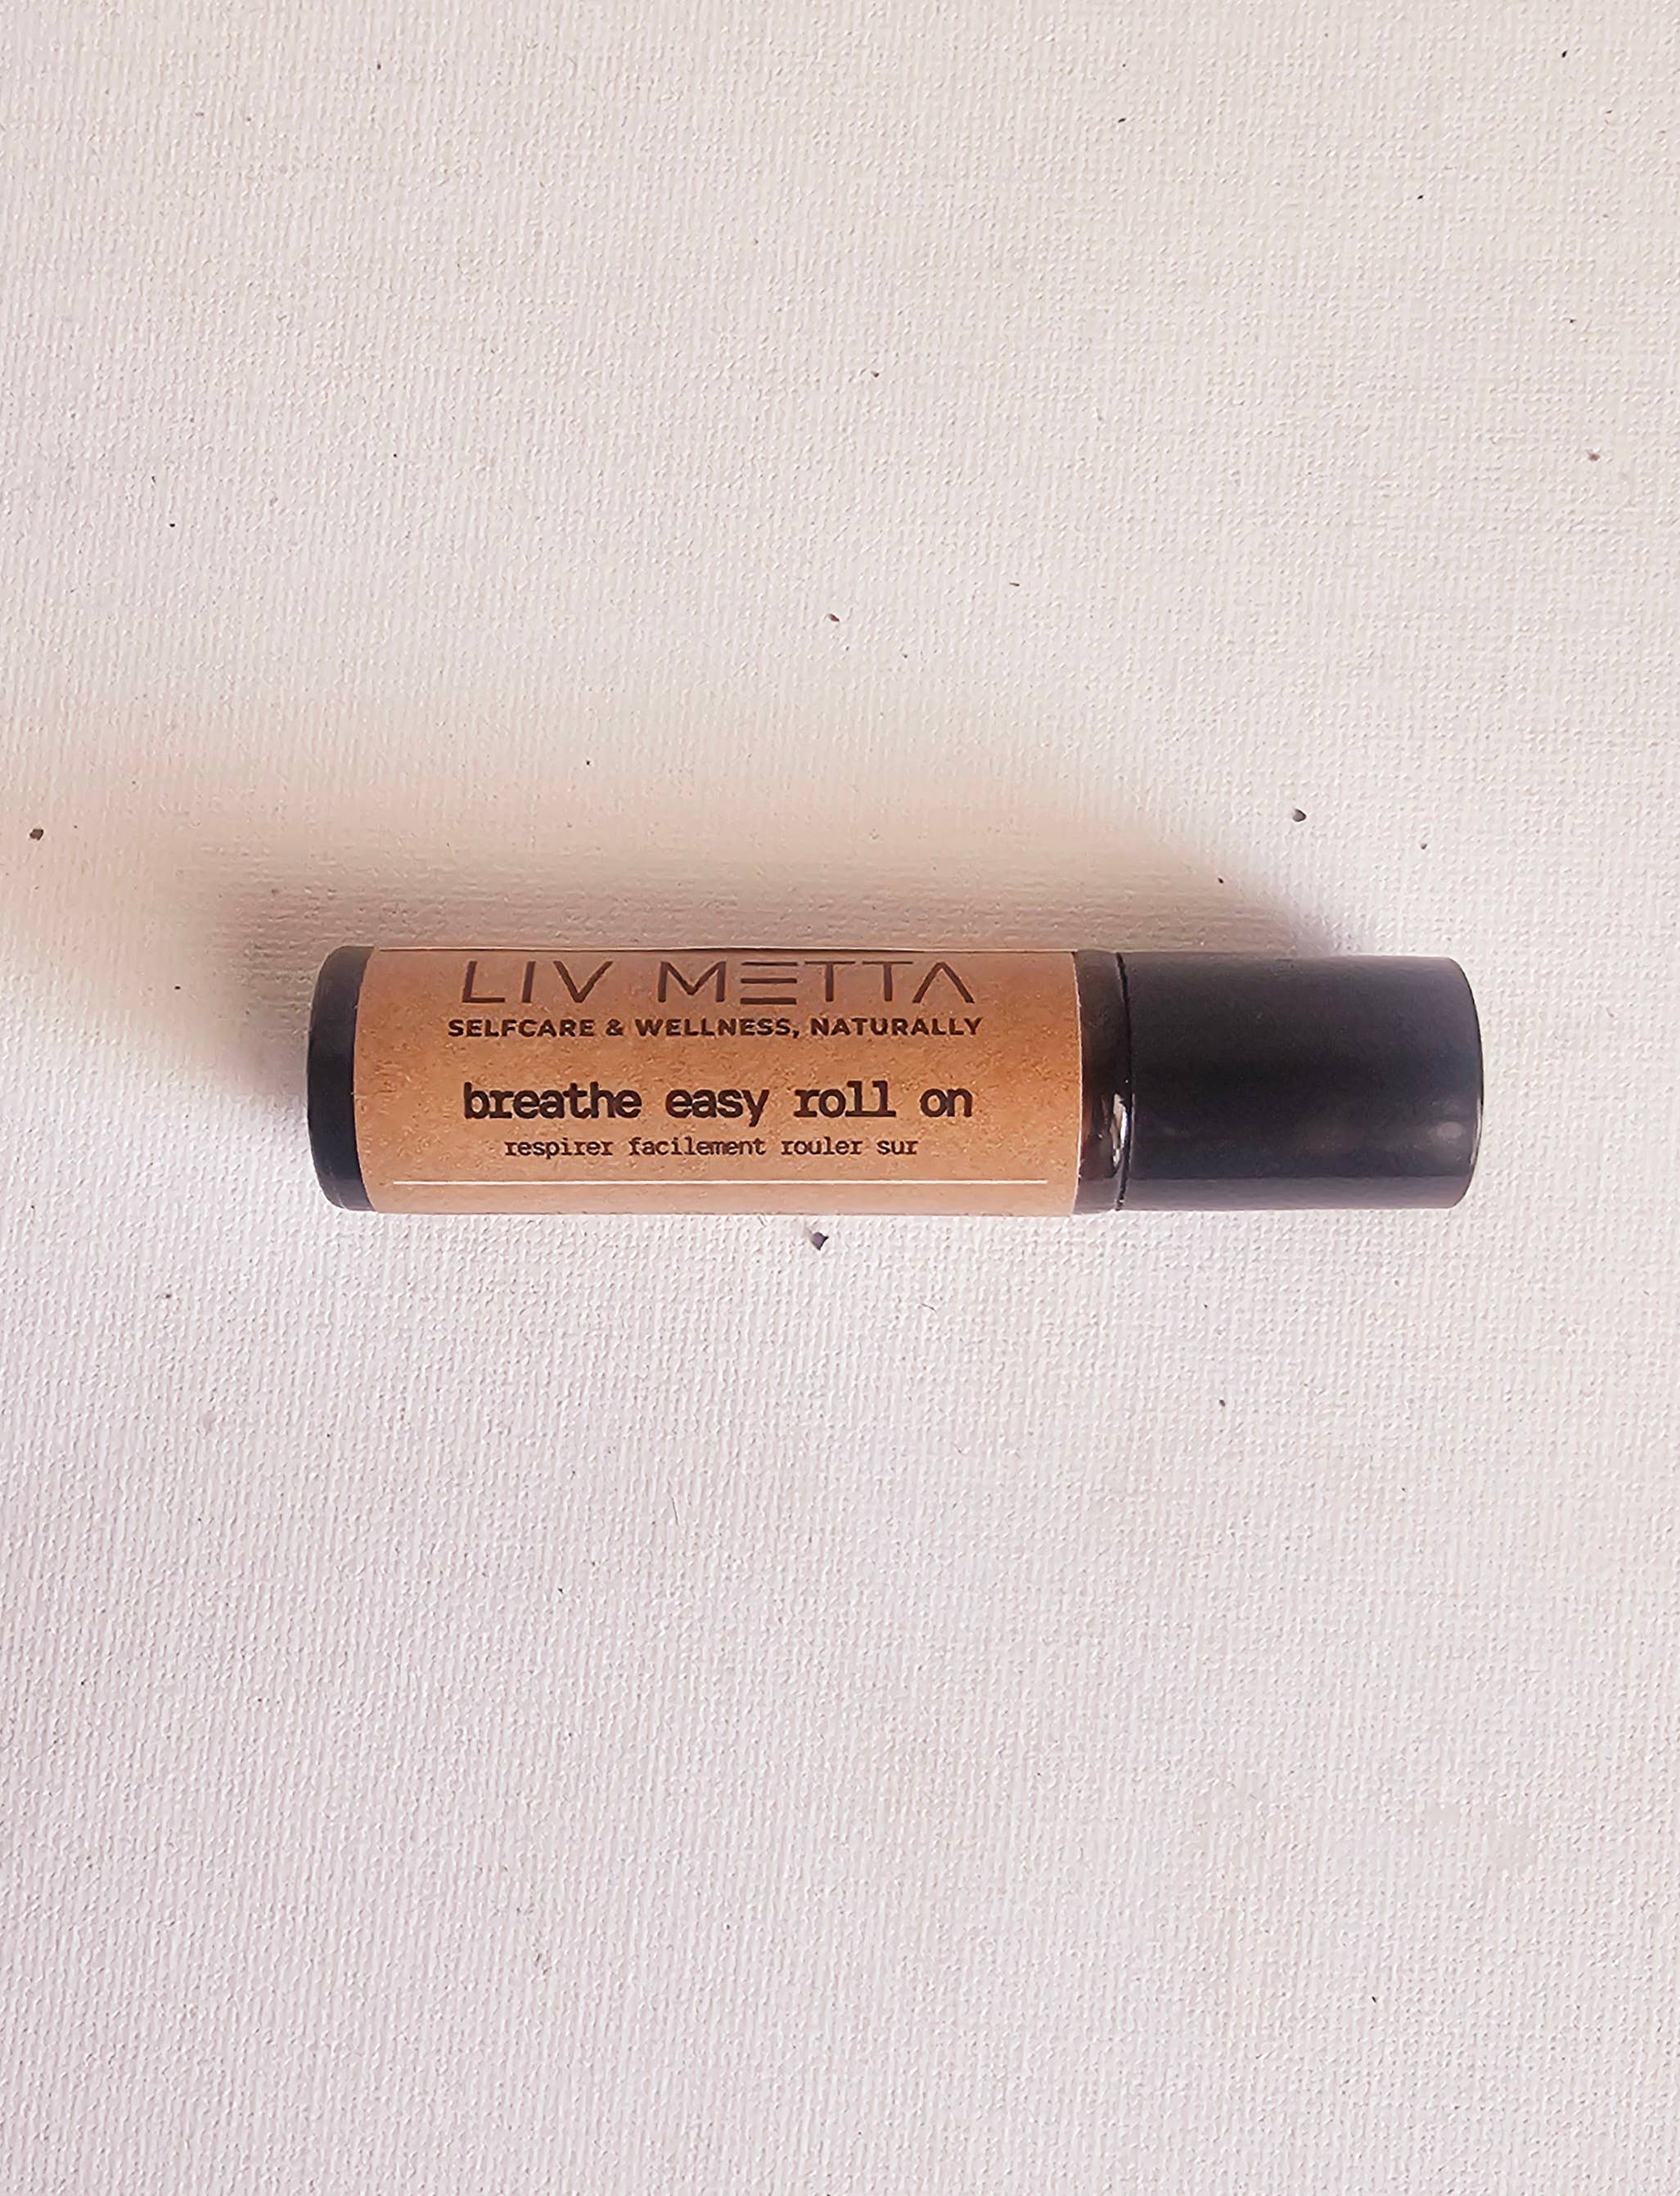 LIV METTA
SELFCARE & WELLNESS, NATURALLY
breathe easy roll on
respirer facilement rouler sur